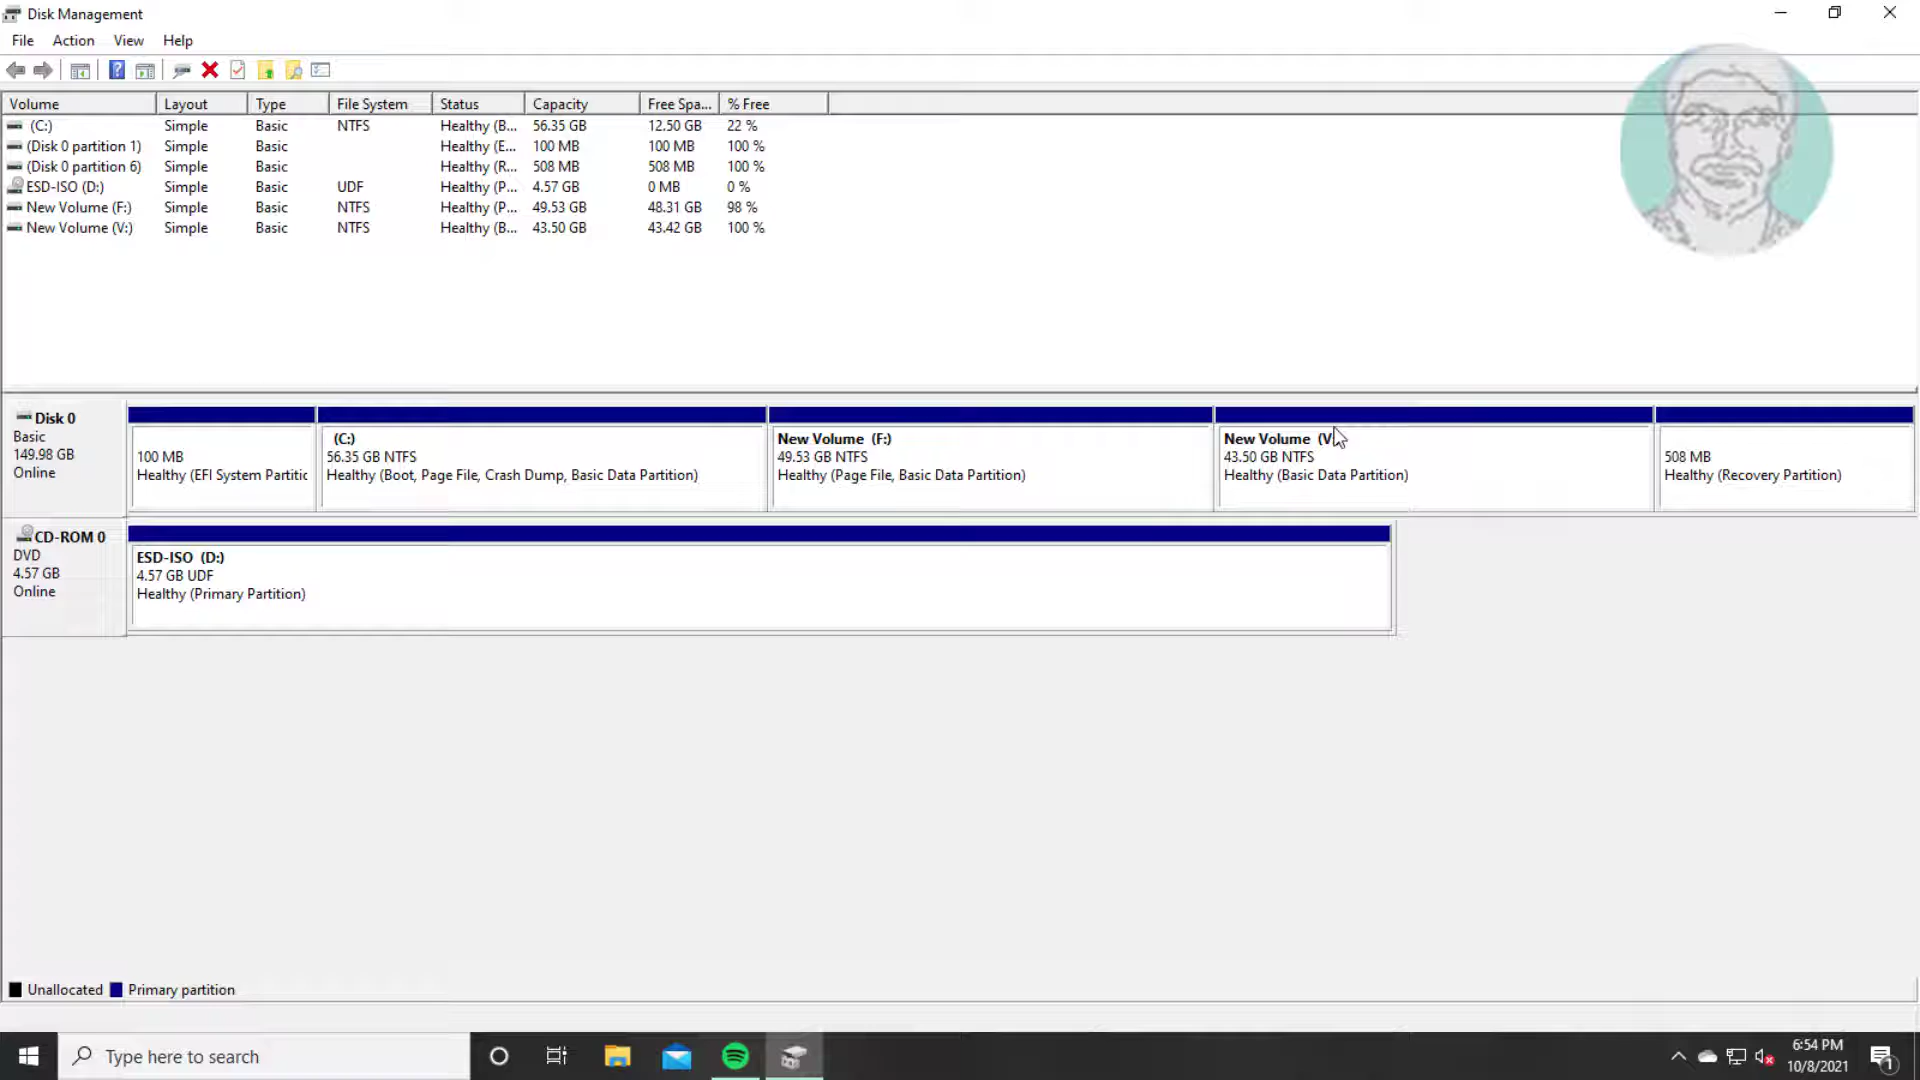 Disk Management
File Action View Help
Volume Layout Type File System Status Capacity Free Spa... % Free
(C:) Simple Basic NTFS Healthy (B... 56.35 GB 12.50 GB 22 %
(Disk 0 partition 1) Simple Basic Healthy (E... 100 MB 100 MB 100 %
(Disk 0 partition 6) Simple Basic Healthy (R... 508 MB 508 MB 100 %
ESD-ISO (D:) Simple Basic UDF Healthy (P... 4.57 GB 0 MB 0 %
New Volume (F:) Simple Basic NTFS Healthy (P... 49.53 GB 48.31 GB 98 %
New Volume (V:) Simple Basic NTFS Healthy (B... 43.50 GB 43.42 GB 100 %
Disk 0
Basic
149.98 GB
Online
100 MB
Healthy (EFI System Partitic
(C:)
56.35 GB NTFS
Healthy (Boot, Page File, Crash Dump, Basic Data Partition)
New Volume (F:)
49.53 GB NTFS
Healthy (Page File, Basic Data Partition)
New Volume (V
43.50 GB NTFS
Healthy (Basic Data Partition)
508 MB
Healthy (Recovery Partition)
CD-ROM 0
DVD
4.57 GB
Online
ESD-ISO (D:)
4.57 GB UDF
Healthy (Primary Partition)
Unallocated Primary partition
Type here to search
6:54 PM
10/8/2021
1